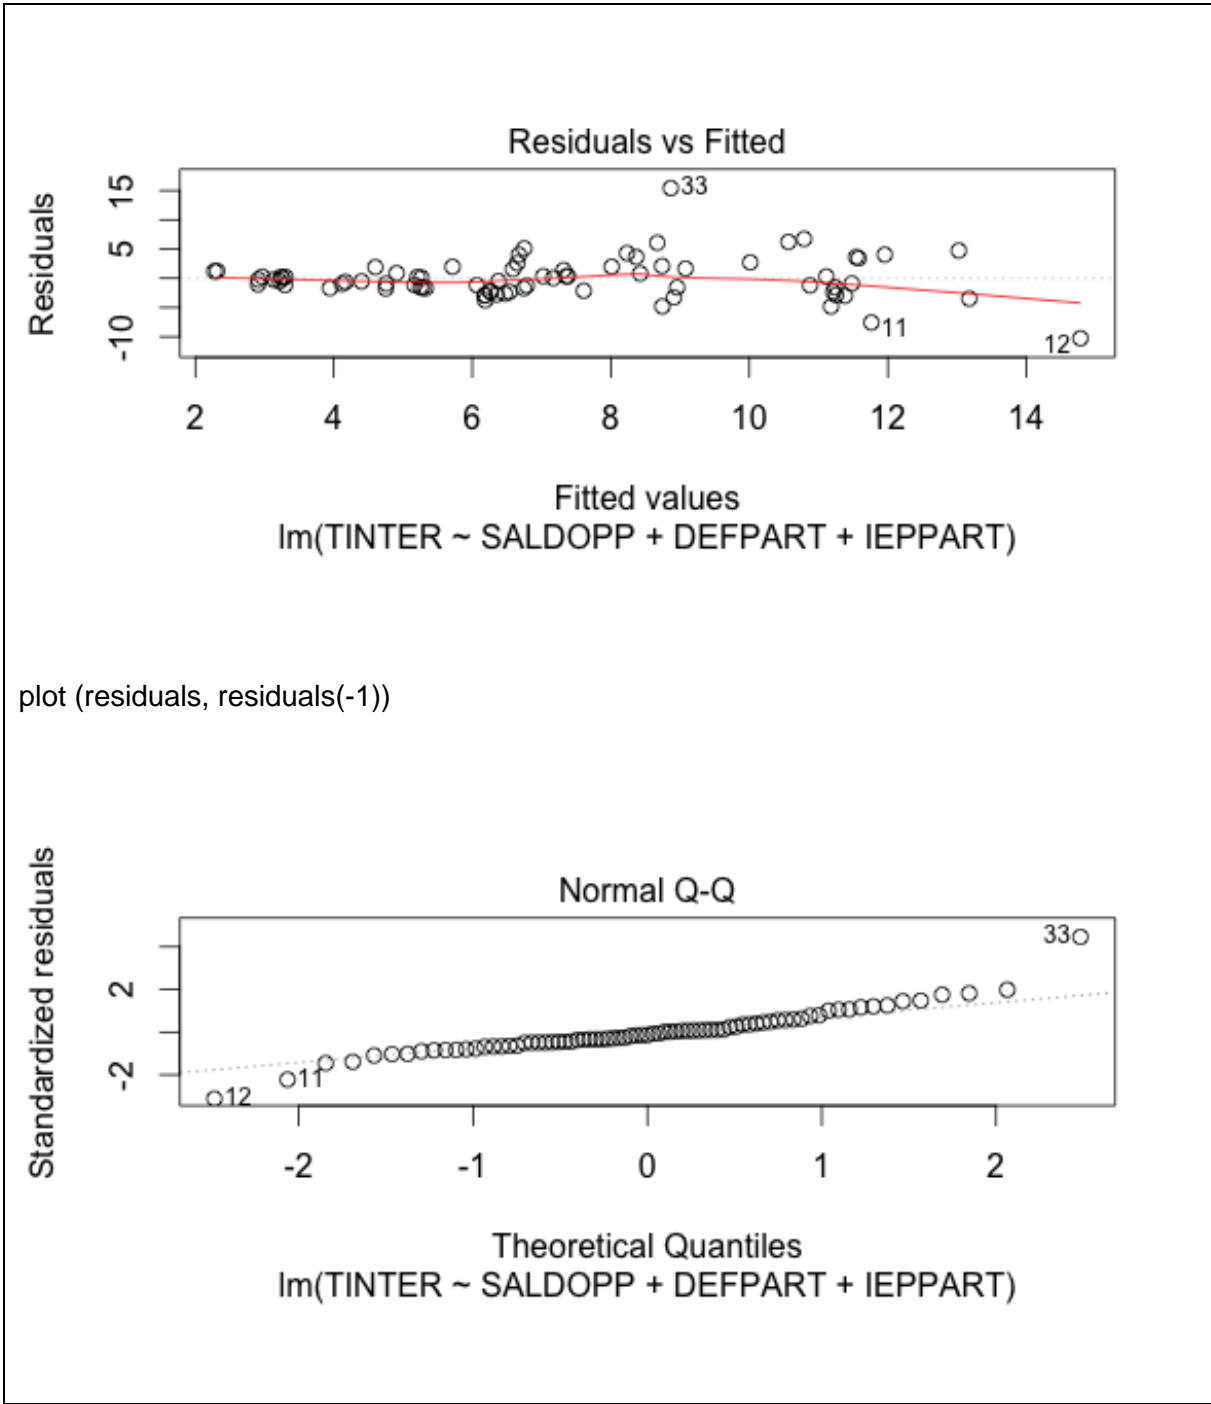 Residuals vs Fitted
Residuals
15
5
-10
33
11
12
2 4 6 8 10 12 14
Fitted values
lm(TINTER ~ SALDOPP + DEFPART + IEPPART)
plot (residuals, residuals(-1))
Normal Q-Q
Standardized residuals
2
-2
33
11
12
-2 -1 0 1 2
Theoretical Quantiles
lm(TINTER ~ SALDOPP + DEFPART + IEPPART)